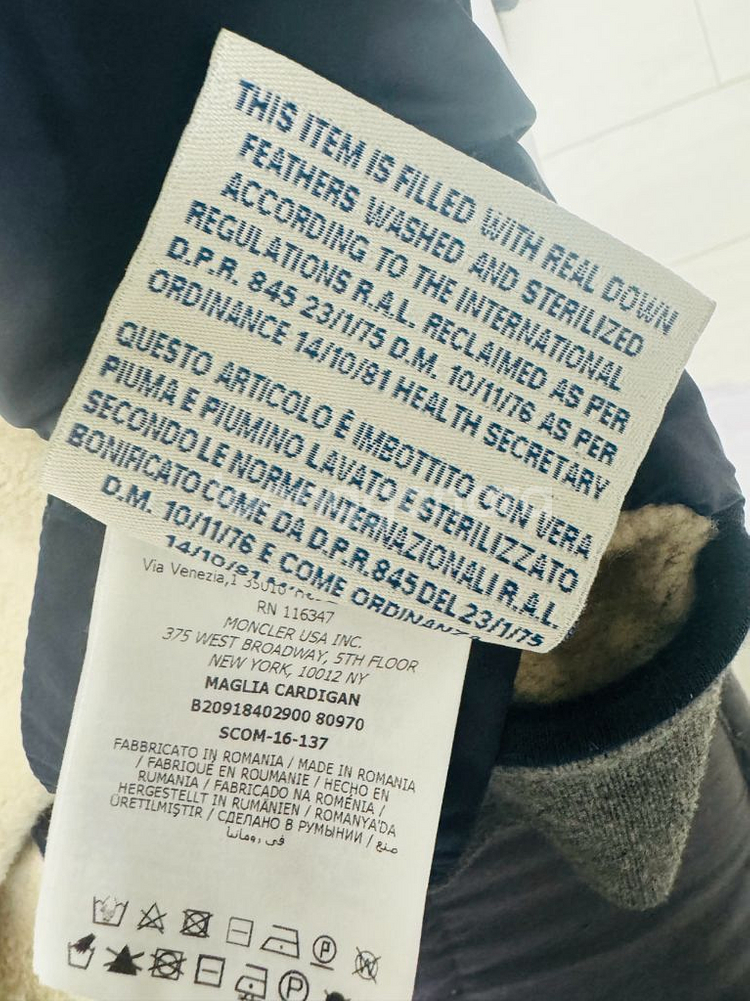 THIS ITEM IS FILLED WITH REAL DOWN
FEATHERS WASHED AND STERILIZED
ACCORDING TO THE INTERNATIONAL
REGULATIONS R.A.L. RECLAIMED AS PER
D.P.R. 845 23/1/75 D.M. 10/11/76 AS PER
ORDINANCE 14/10/81 HEALTH SECRETARY
QUESTO ARTICOLO È IMBOTTITO CON VERA
PIUMA E PIUMINO LAVATO E STERILIZZATO
SECONDO LE NORME INTERNAZIONALI R.A.L.
BONIFICATO COME DA D.P.R. 845 DEL 23/1/75
D.M. 10/11/76 E COME ORDINANZA
14/10/81
Via Venezia,1 35010
RN 116347
MONCLER USA INC.
375 WEST BROADWAY, 5TH FLOOR
NEW YORK, 10012 NY
MAGLIA CARDIGAN
B20918402900 80970
SCOM-16-137
FABBRICATO IN ROMANIA / MADE IN ROMANIA
/ FABRIQUÉ EN ROUMANIE / HECHO EN
RUMANIA / FABRICADO NA ROMÊNIA /
HERGESTELLT IN RUMÄNIEN / ROMANYA'DA
ÜRETILMIŞTIR / СДЕЛАНО В РУМЫНИИ / صنع
في رومانيا